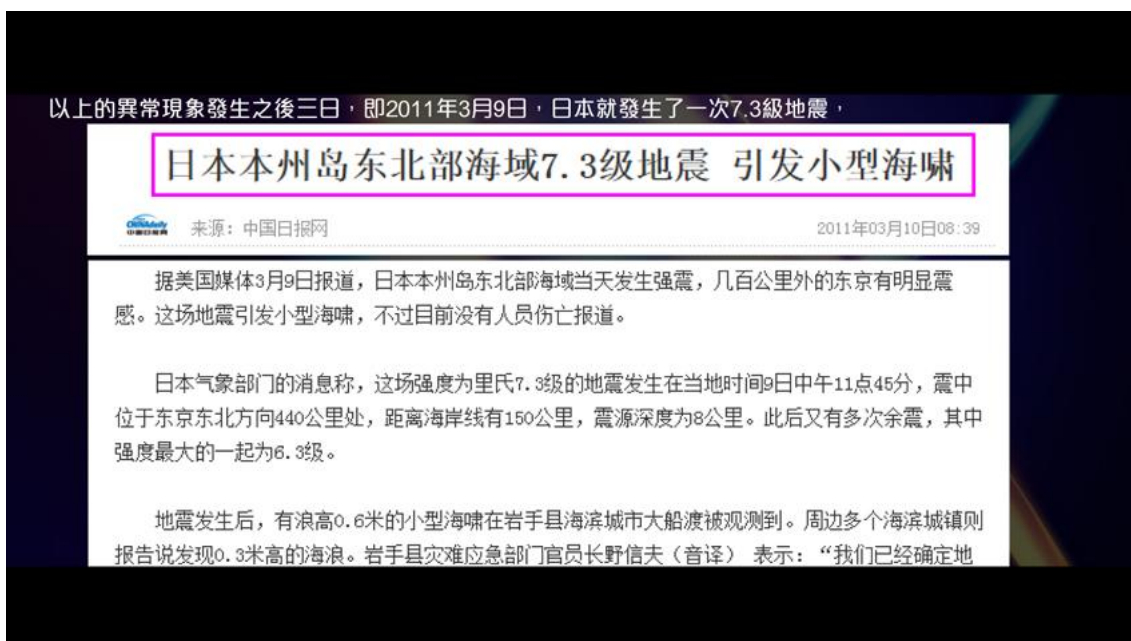 以上的異常現象發生之後三日，即2011年3月9日，日本就發生了一次7.3級地震，
日本本州岛东北部海域7.3级地震 引发小型海啸
CHINAdaily 中国日报网 来源：中国日报网 2011年03月10日08:39
据美国媒体3月9日报道，日本本州岛东北部海域当天发生强震，几百公里外的东京有明显震
感。这场地震引发小型海啸，不过目前没有人员伤亡报道。
日本气象部门的消息称，这场强度为里氏7.3级的地震发生在当地时间9日中午11点45分，震中
位于东京东北方向440公里处，距离海岸线有150公里，震源深度为8公里。此后又有多次余震，其中
强度最大的一起为6.3级。
地震发生后，有浪高0.6米的小型海啸在岩手县海滨城市大船渡被观测到。周边多个海滨城镇则
报告说发现0.3米高的海浪。岩手县灾难应急部门官员长野信夫（音译） 表示：“我们已经确定地